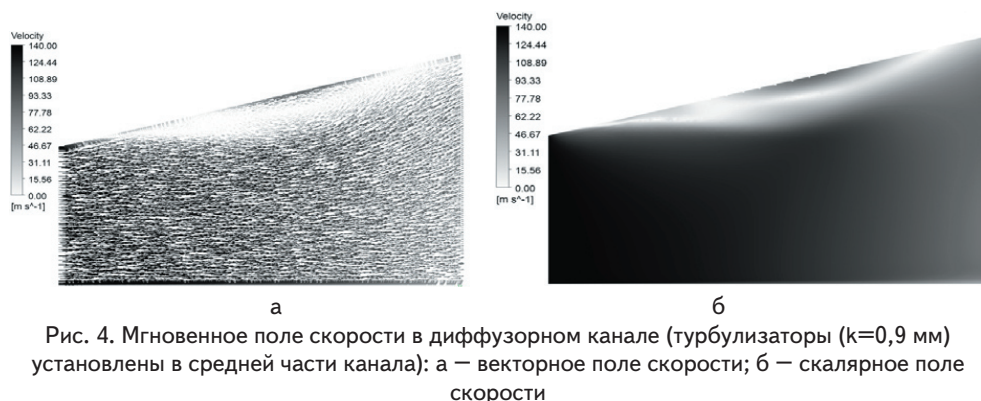 Velocity
140.00
124.44
108.89
93.33
77.78
62.22
46.67
31.11
15.56
0.00
[m s^-1]
а
Velocity
140.00
124.44
108.89
93.33
77.78
62.22
46.67
31.11
15.56
0.00
[m s^-1]
б
Рис. 4. Мгновенное поле скорости в диффузорном канале (турбулизаторы (k=0,9 мм)
установлены в средней части канала): а — векторное поле скорости; б — скалярное поле
скорости